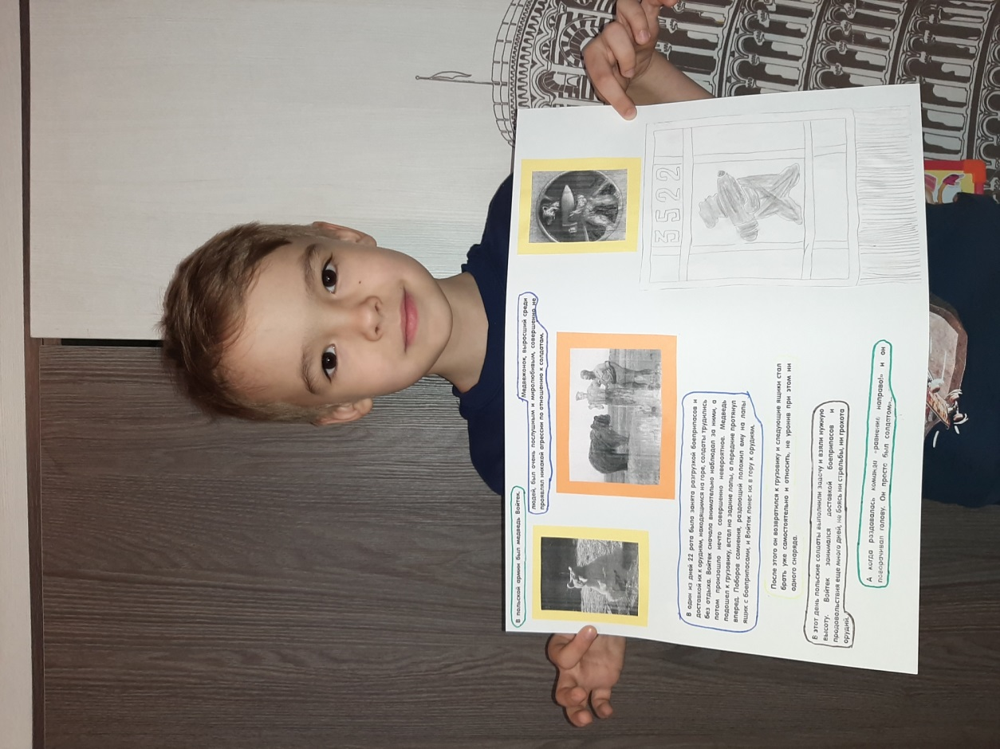 В польской армии был медведь Войтек.
Медвежонок, выросший среди
людей, был очень послушным и миролюбивым, совершенно не
проявлял никакой агрессии по отношению к солдатам.
В один из дней 22 рота была занята разгрузкой боеприпасов и
доставкой их к орудиям, находящимся на горе, солдаты трудились
без отдыха. Войтек сначала внимательно наблюдал за ними, а
потом произошло нечто совершенно невероятное. Медведь
подошел к грузовику, встал на задние лапы, а передние протянул
вперед. Поборов сомнения, раздающий положил ему на лапы
ящик с боеприпасами, и Войтек понес их в гору к орудиям.
После этого он возвратился к грузовику и следующие ящики стал
брать уже самостоятельно и относить, не уронив при этом ни
одного снаряда.
В этот день польские солдаты выполнили задачу и взяли нужную
высоту. Войтек занимался доставкой боеприпасов и
продовольствия еще много дней, не боясь ни стрельбы, ни грохота
орудий.
А когда раздавалась команда «равнение направо!» и он
поворачивал голову. Он просто был солдатом...
3522